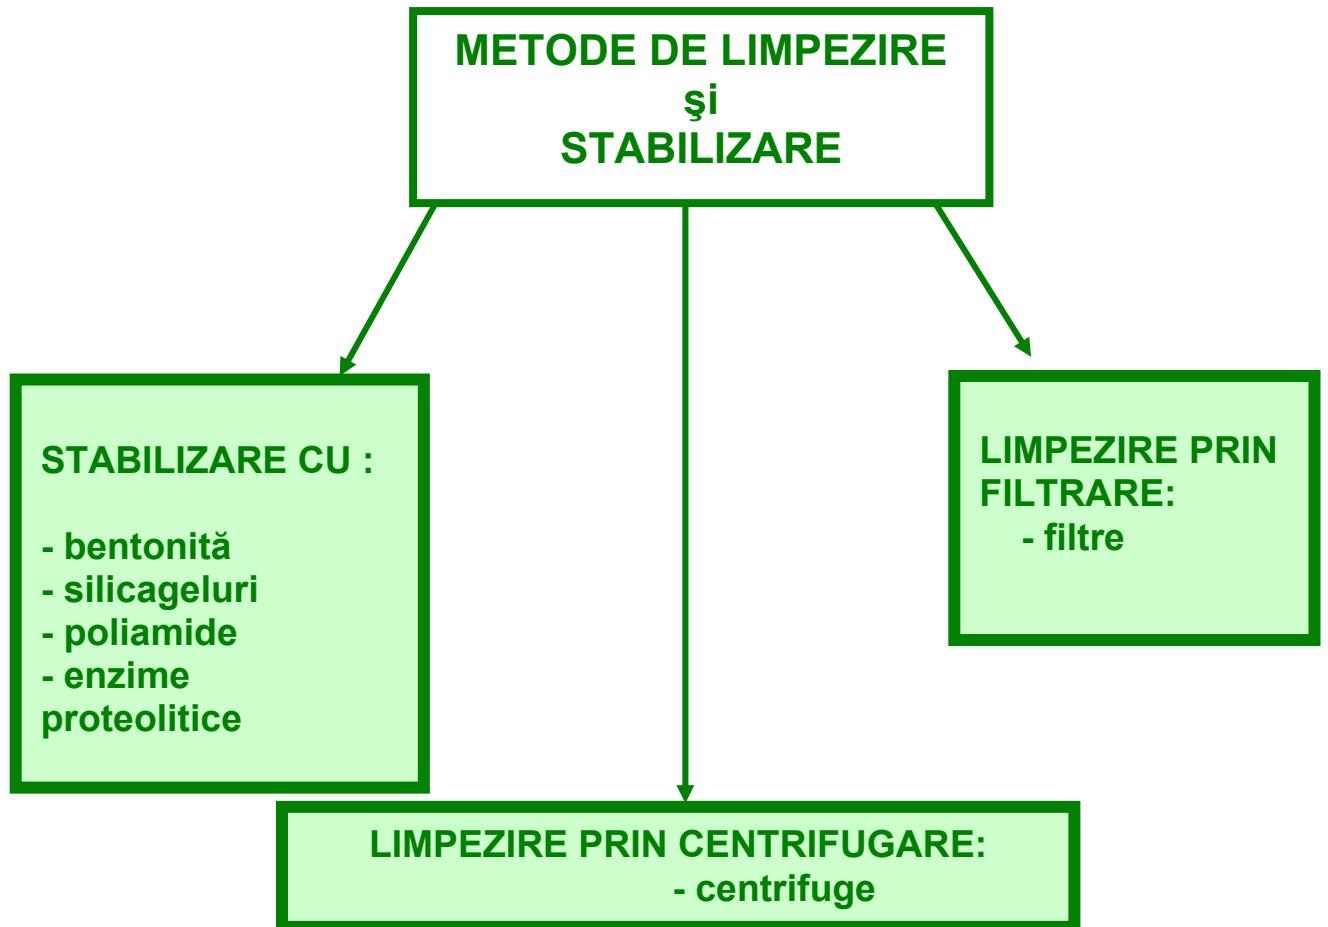 METODE DE LIMPEZIRE
şi
STABILIZARE
STABILIZARE CU :
- bentonită
- silicageluri
- poliamide
- enzime
proteolitice
LIMPEZIRE PRIN
FILTRARE:
- filtre
LIMPEZIRE PRIN CENTRIFUGARE:
- centrifuge